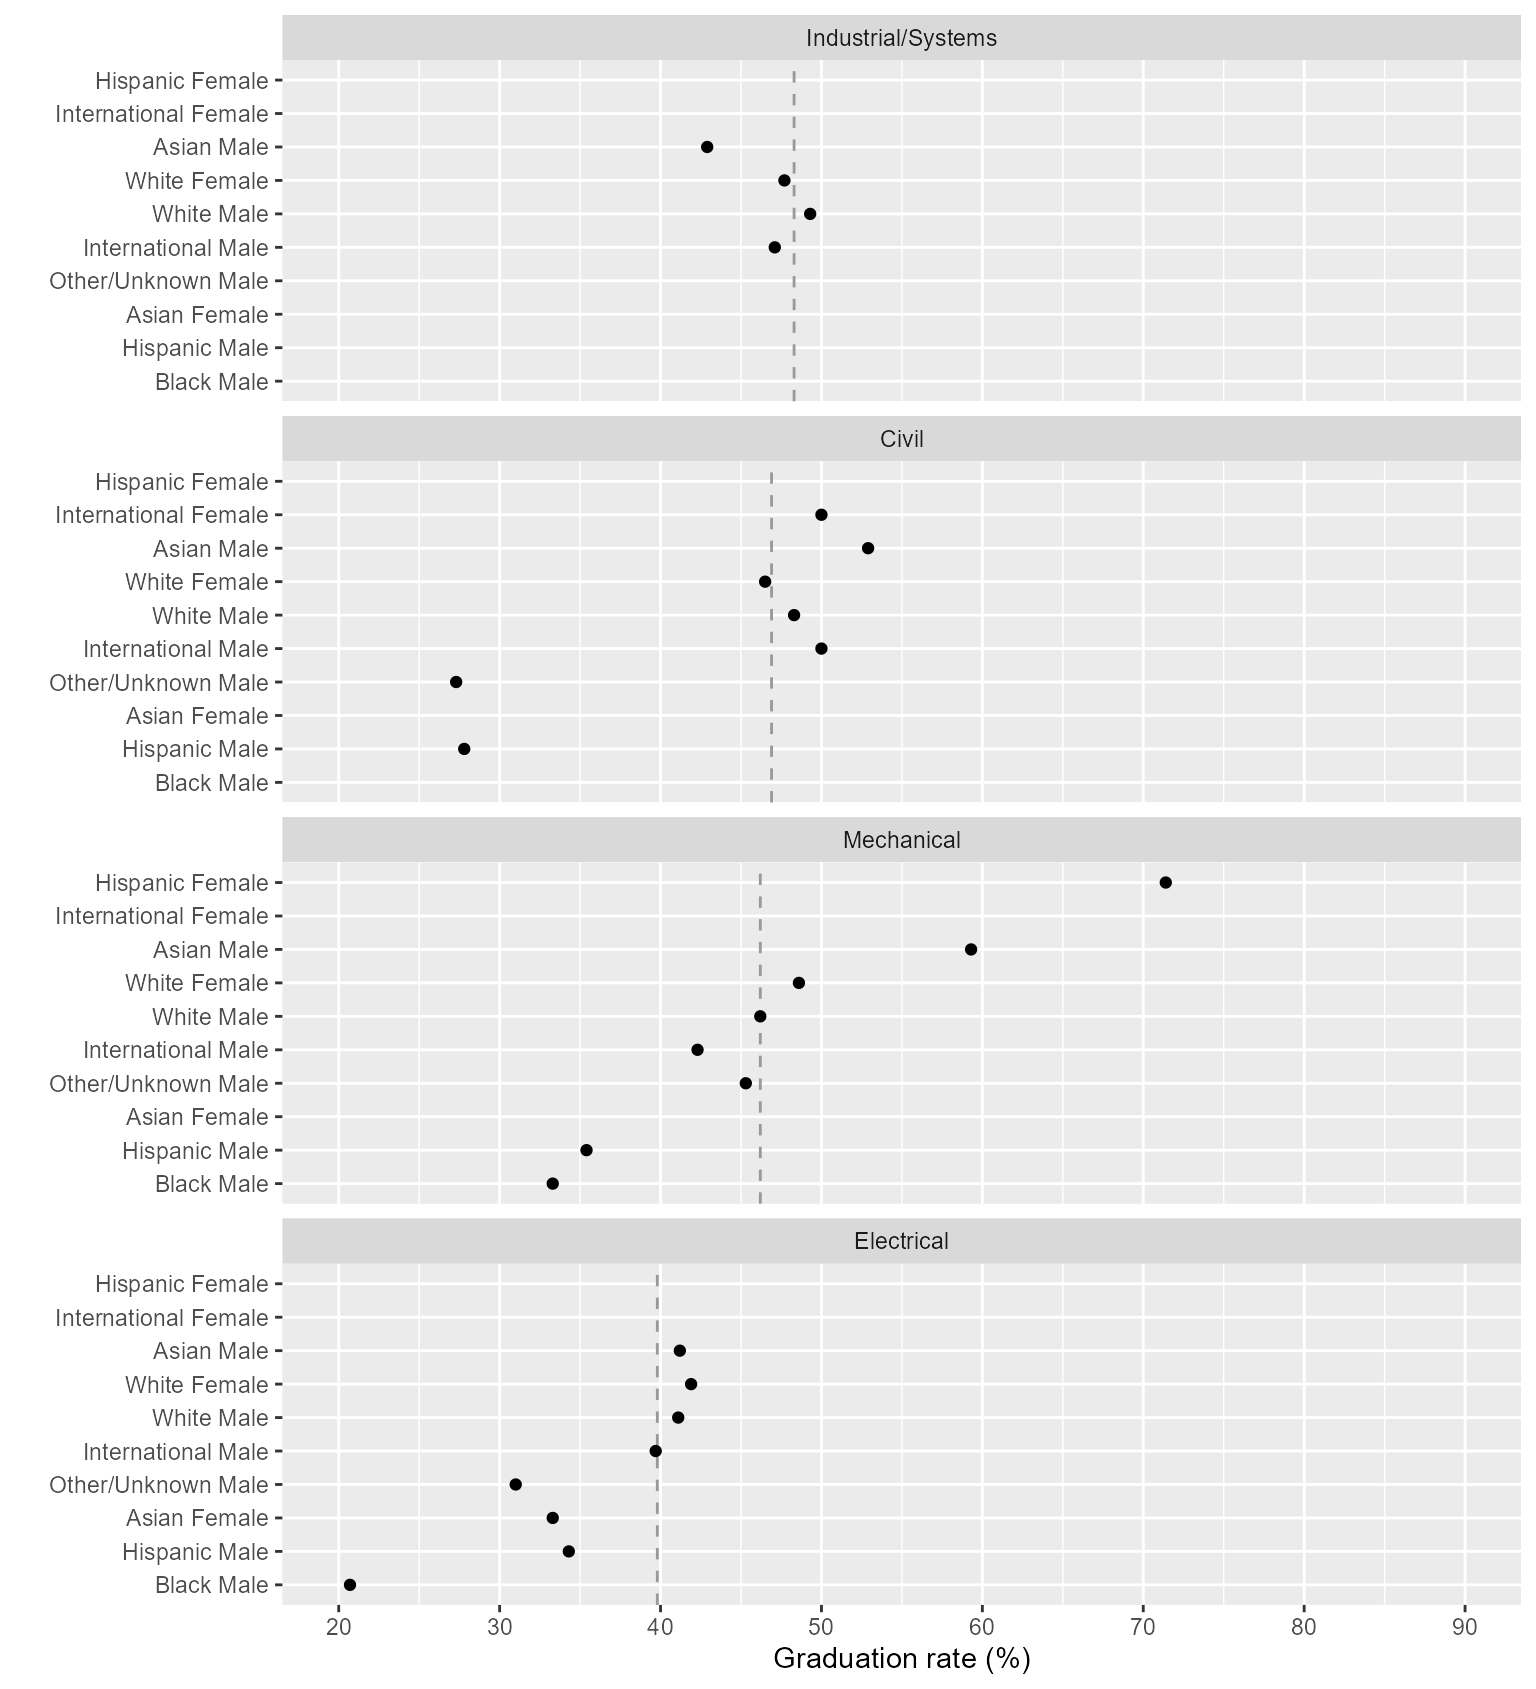 Industrial/Systems
Hispanic Female
International Female
Asian Male
White Female
White Male
International Male
Other/Unknown Male
Asian Female
Hispanic Male
Black Male
Civil
Hispanic Female
International Female
Asian Male
White Female
White Male
International Male
Other/Unknown Male
Asian Female
Hispanic Male
Black Male
Mechanical
Hispanic Female
International Female
Asian Male
White Female
White Male
International Male
Other/Unknown Male
Asian Female
Hispanic Male
Black Male
Electrical
Hispanic Female
International Female
Asian Male
White Female
White Male
International Male
Other/Unknown Male
Asian Female
Hispanic Male
Black Male
20 30 40 50 60 70 80 90
Graduation rate (%)